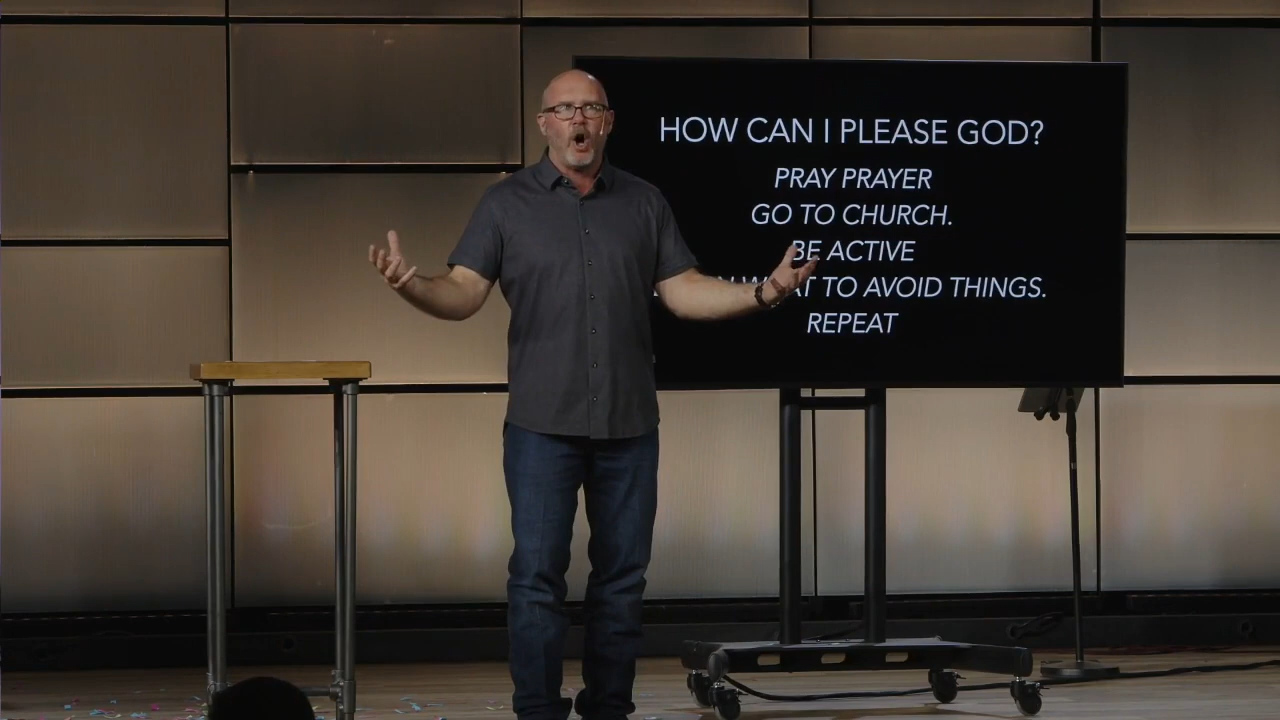 HOW CAN I PLEASE GOD?
PRAY PRAYER
GO TO CHURCH.
BE ACTIVE
TO AVOID THINGS.
REPEAT